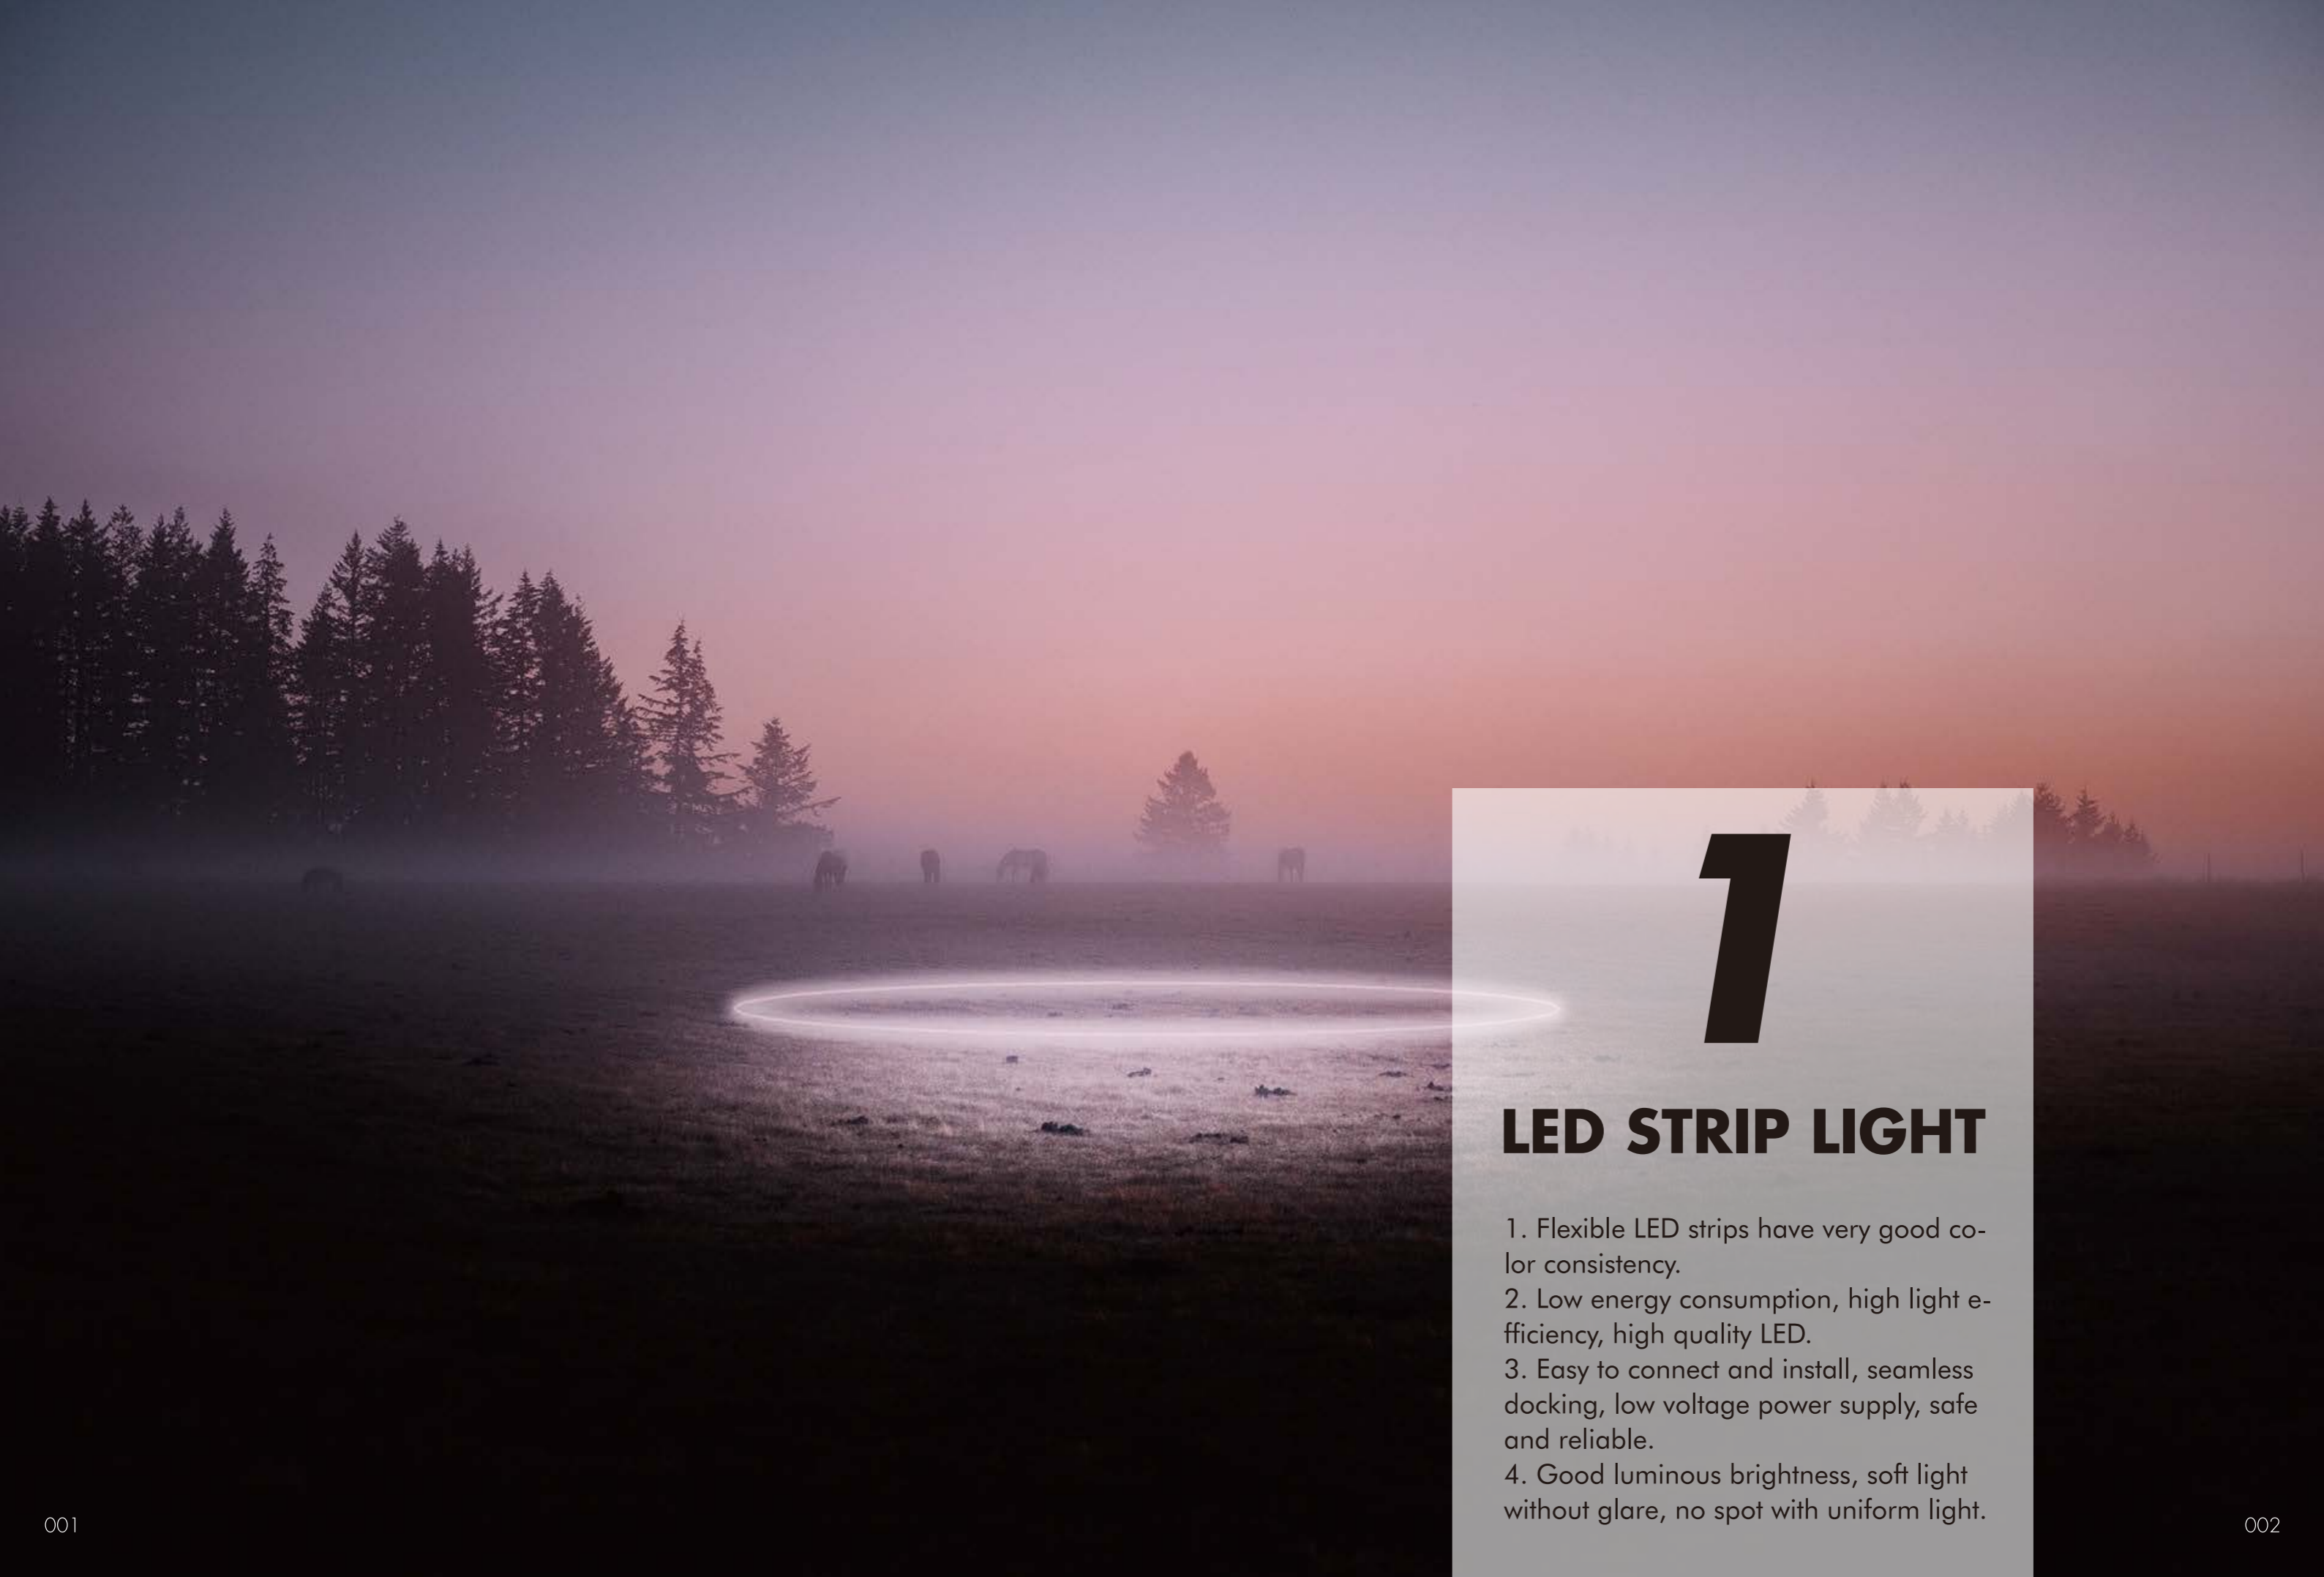 1
LED STRIP LIGHT
1. Flexible LED strips have very good co-
lor consistency.
2. Low energy consumption, high light e-
fficiency, high quality LED.
3. Easy to connect and install, seamless
docking, low voltage power supply, safe
and reliable.
4. Good luminous brightness, soft light
without glare, no spot with uniform light.
001
002